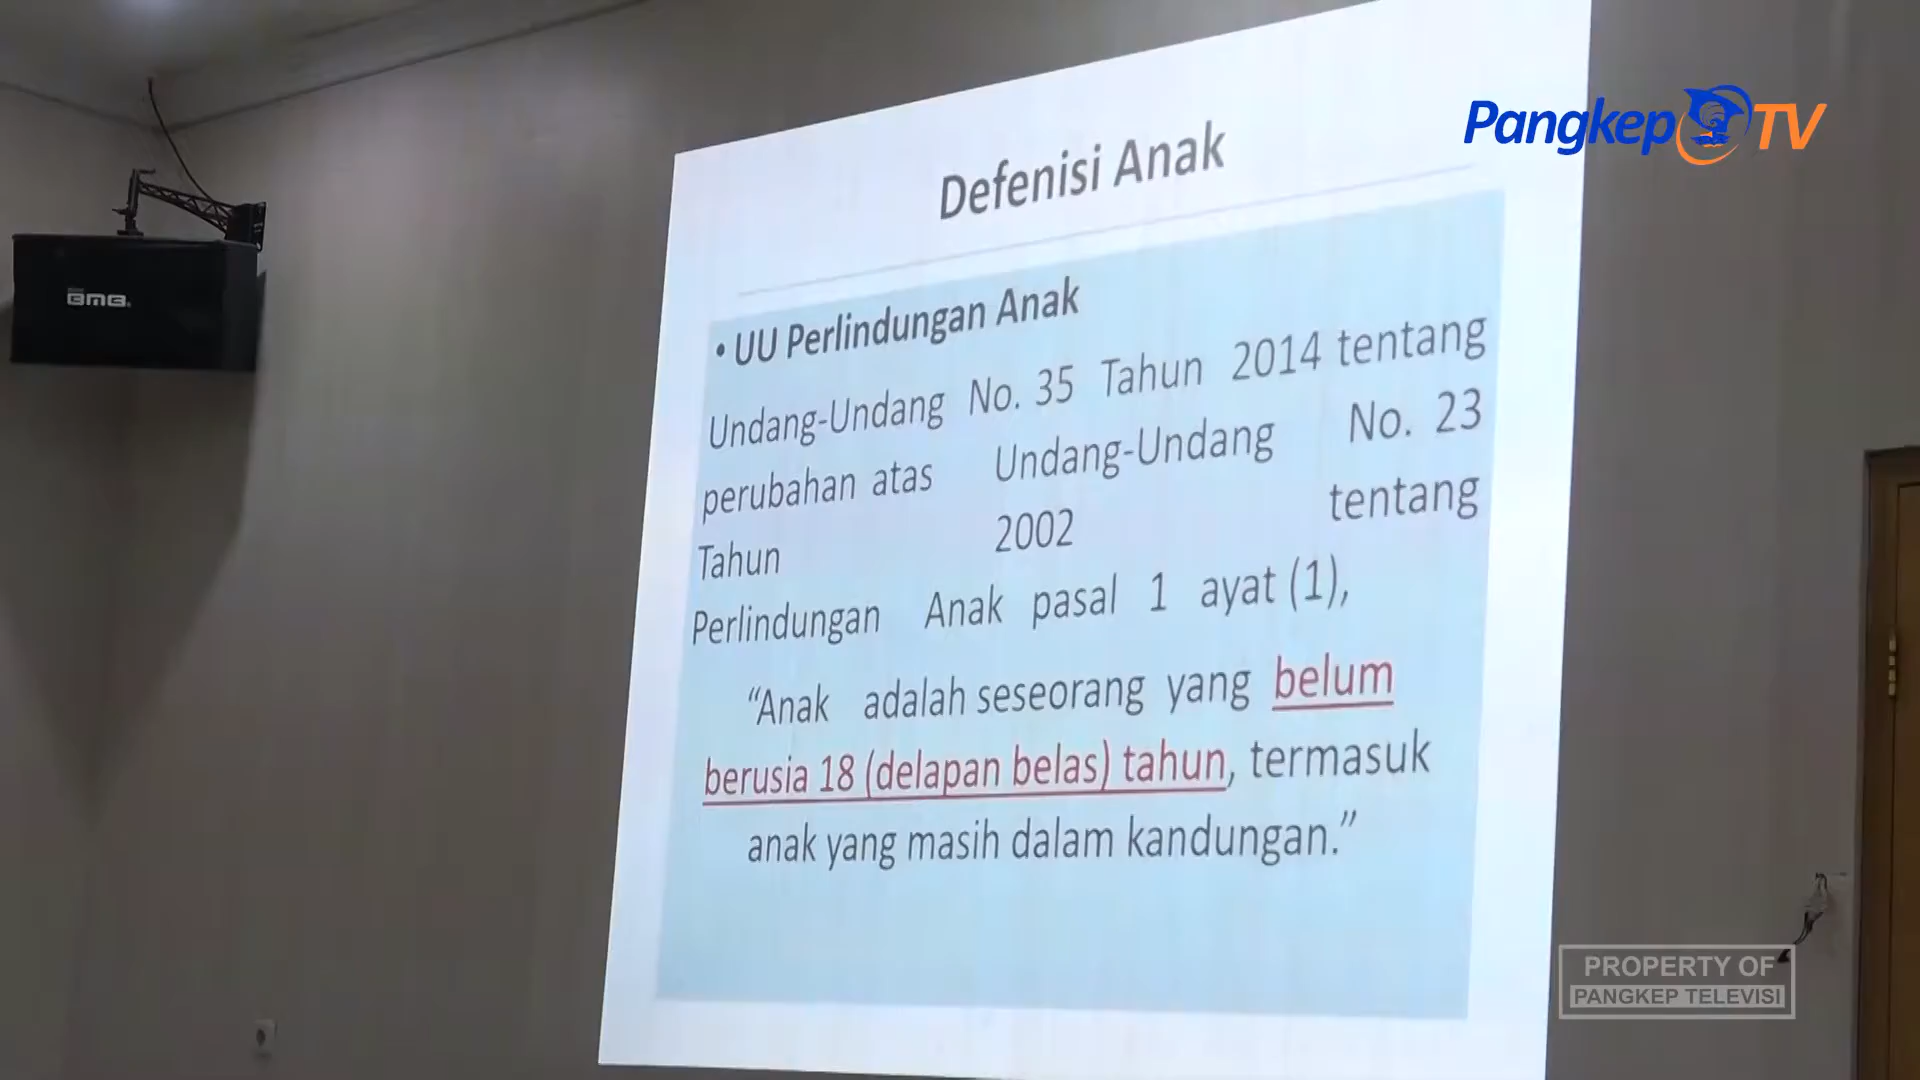 Pangkep TV
Defenisi Anak
BMB
• UU Perlindungan Anak
Undang-Undang No. 35 Tahun 2014 tentang
perubahan atas Undang-Undang No. 23
Tahun 2002 tentang
Perlindungan Anak pasal 1 ayat (1),
“Anak adalah seseorang yang belum
berusia 18 (delapan belas) tahun, termasuk
anak yang masih dalam kandungan.”
PROPERTY OF
PANGKEP TELEVISI